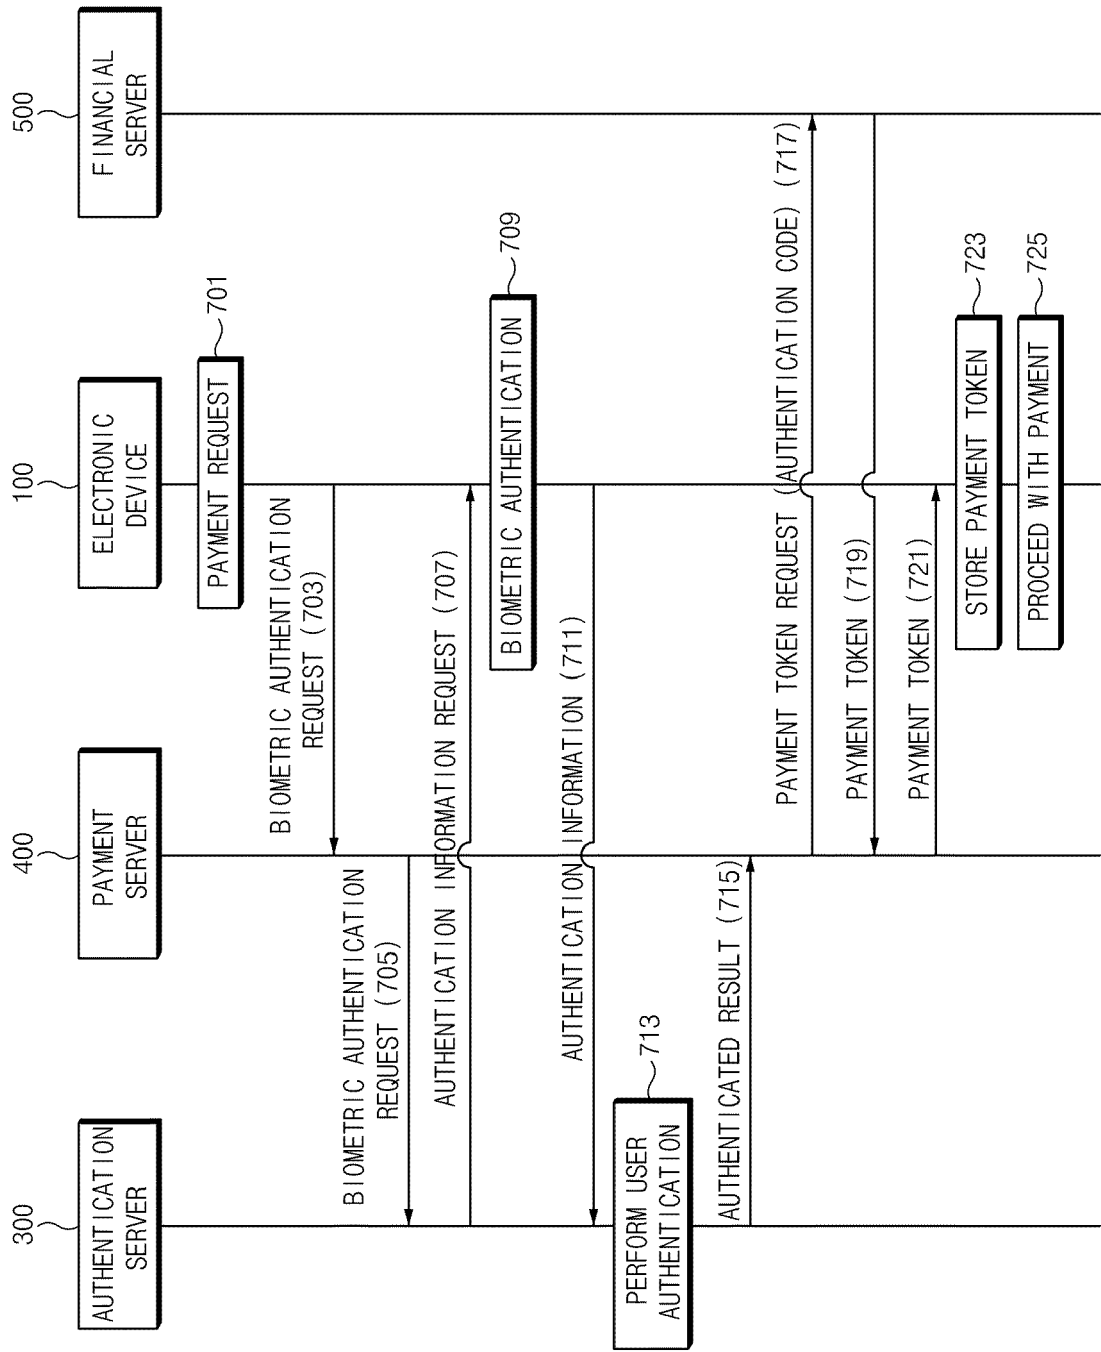 300
400
100
500
AUTHENTICATION
SERVER
PAYMENT
SERVER
ELECTRONIC
DEVICE
FINANCIAL
SERVER
PAYMENT REQUEST
701
BIOMETRIC AUTHENTICATION
REQUEST (703)
BIOMETRIC AUTHENTICATION
REQUEST (705)
AUTHENTICATION INFORMATION REQUEST (707)
BIOMETRIC AUTHENTICATION
709
AUTHENTICATION INFORMATION (711)
PERFORM USER
AUTHENTICATION
713
AUTHENTICATED RESULT (715)
PAYMENT TOKEN REQUEST (AUTHENTICATION CODE) (717)
PAYMENT TOKEN (719)
PAYMENT TOKEN (721)
STORE PAYMENT TOKEN
723
PROCEED WITH PAYMENT
725